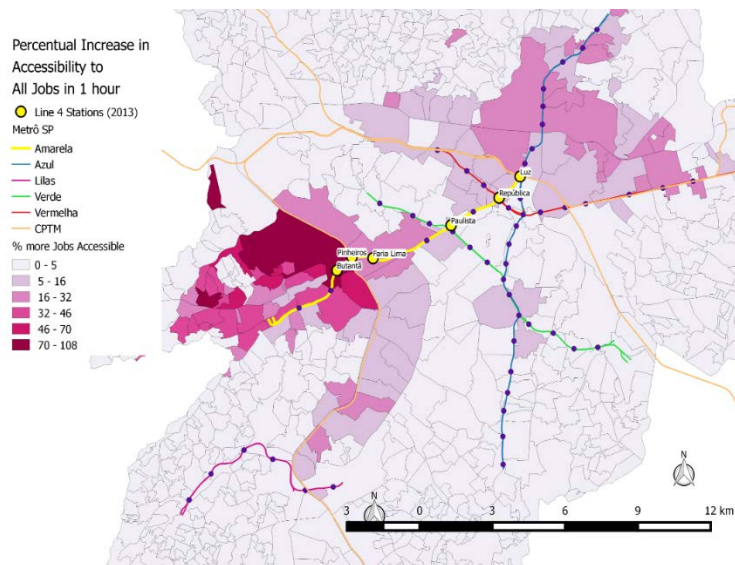 Percentual Increase in
Accessibility to
All Jobs in 1 hour
Line 4 Stations (2013)
Metrô SP
Amarela
Azul
Lilas
Verde
Vermelha
CPTM
% more Jobs Accessible
0 - 5
5 - 16
16 - 32
32 - 46
46 - 70
70 - 108
Luz
República
Paulista
Pinheiros
Faria Lima
Butantã
N
N
3 0 3 6 9 12 km